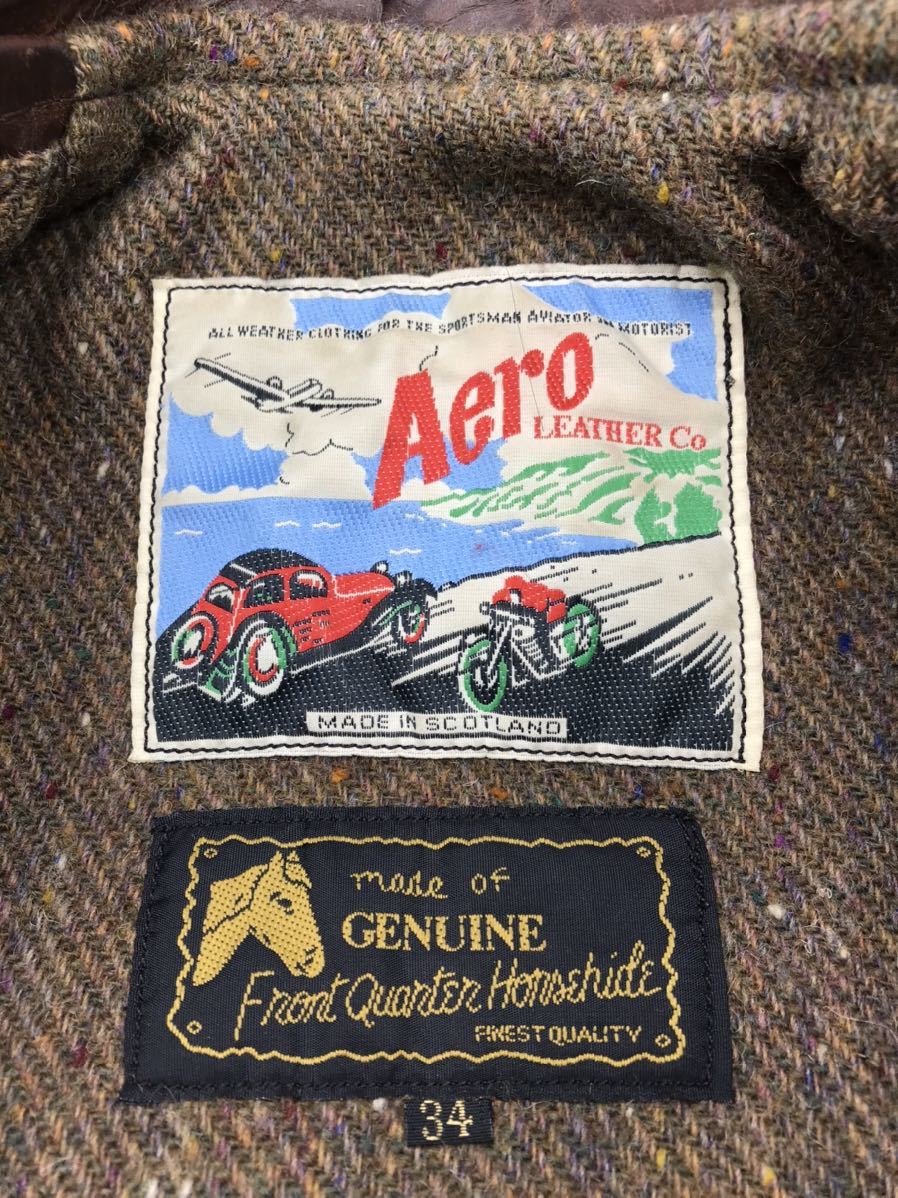 ALL WEATHER CLOTHING FOR THE SPORTSMAN AVIATOR OR MOTORIST
Aero
LEATHER Co
MADE IN SCOTLAND
made of
GENUINE
Front Quarter Horsehide
FINEST QUALITY
34